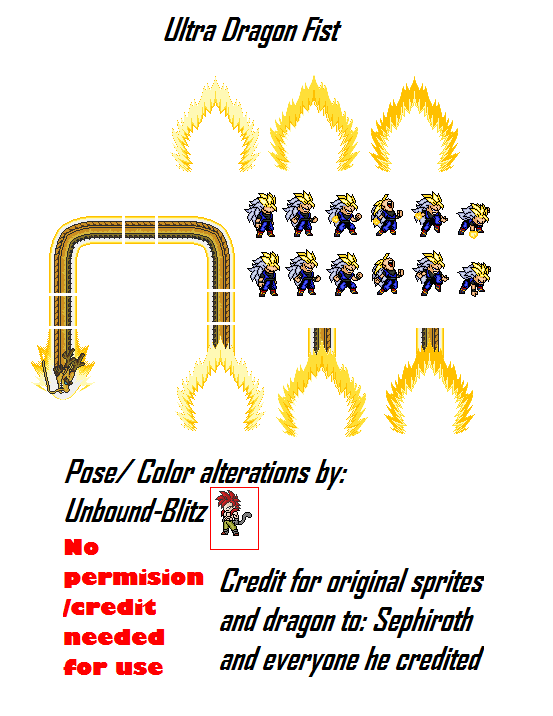 Ultra Dragon Fist
Pose/ Color alterations by:
Unbound-Blitz
No
permision
/credit
needed
for use
Credit for original sprites
and dragon to: Sephiroth
and everyone he credited